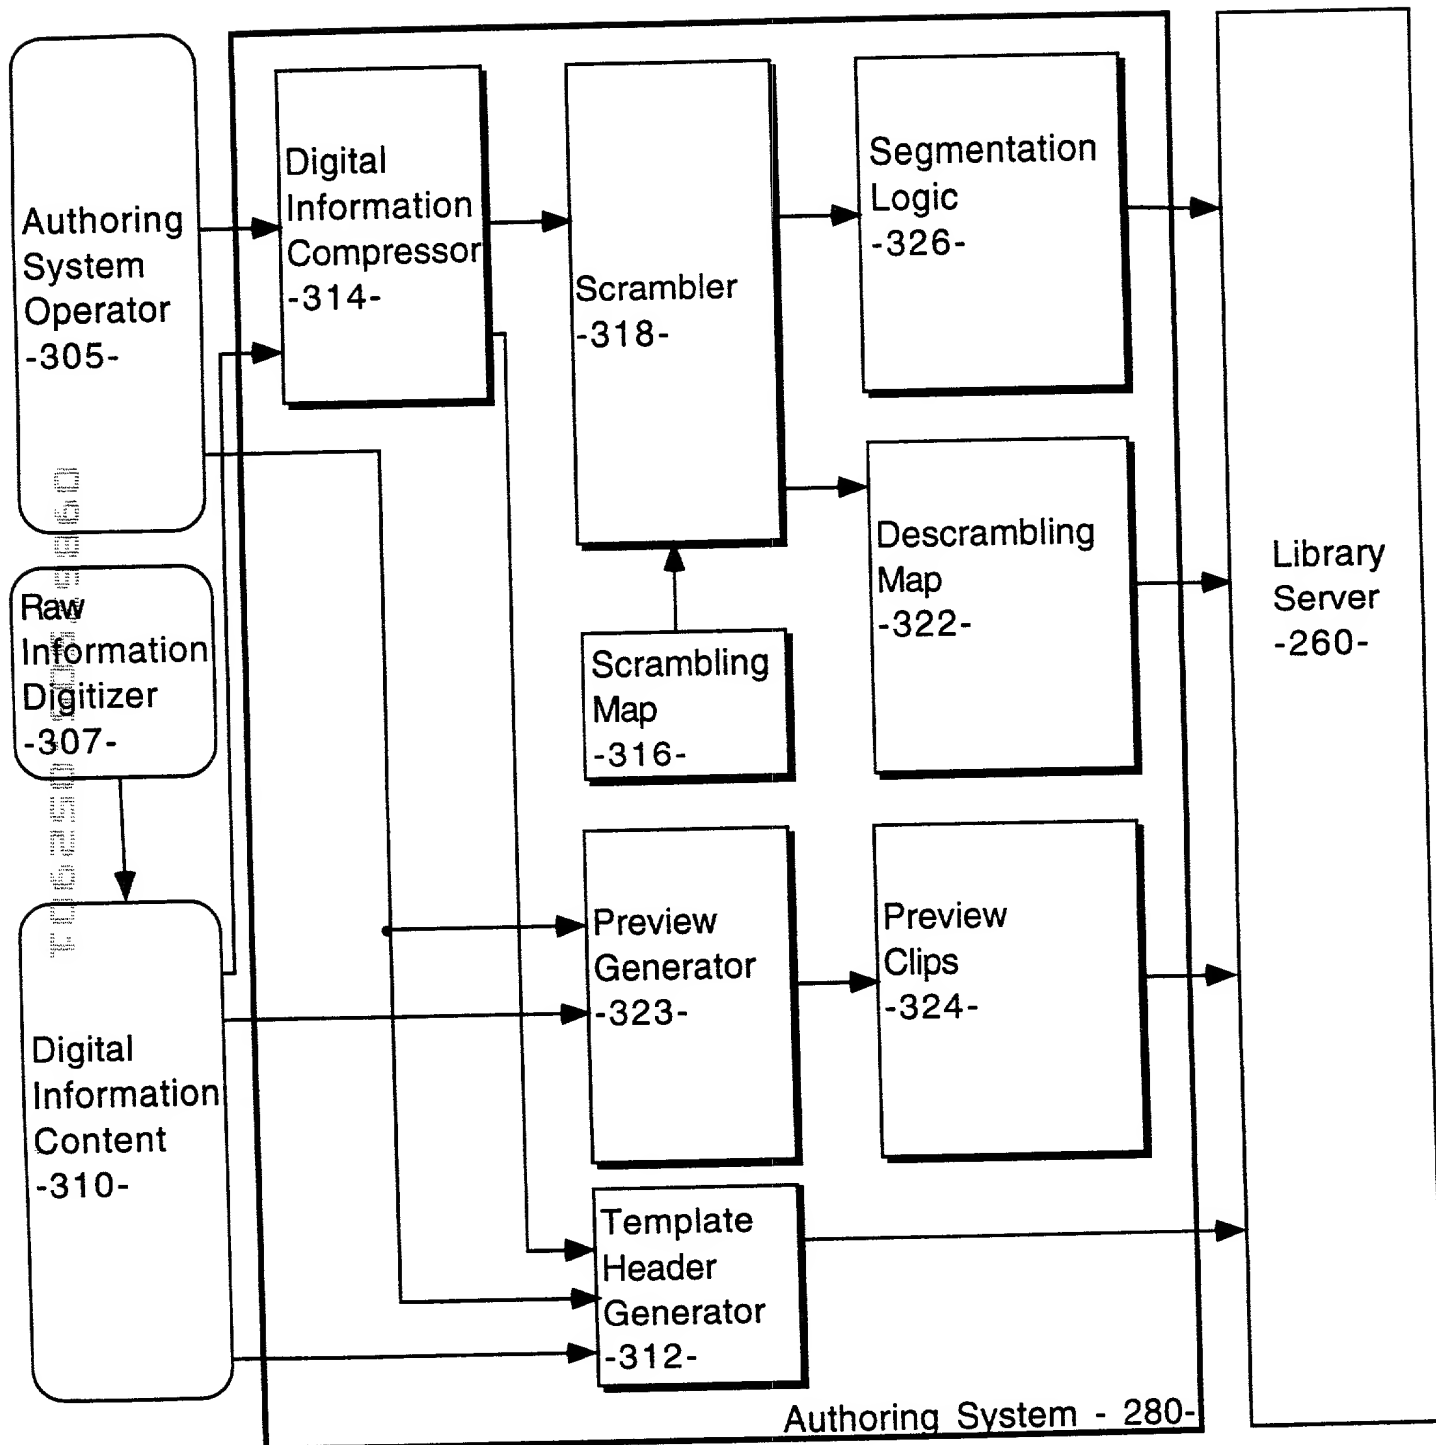 Authoring
System
Operator
-305-
Raw
Information
Digitizer
-307-
Digital
Information
Content
-310-
Digital
Information
Compressor
-314-
Scrambler
-318-
Scrambling
Map
-316-
Preview
Generator
-323-
Template
Header
Generator
-312-
Segmentation
Logic
-326-
Descrambling
Map
-322-
Preview
Clips
-324-
Authoring System - 280-
Library
Server
-260-